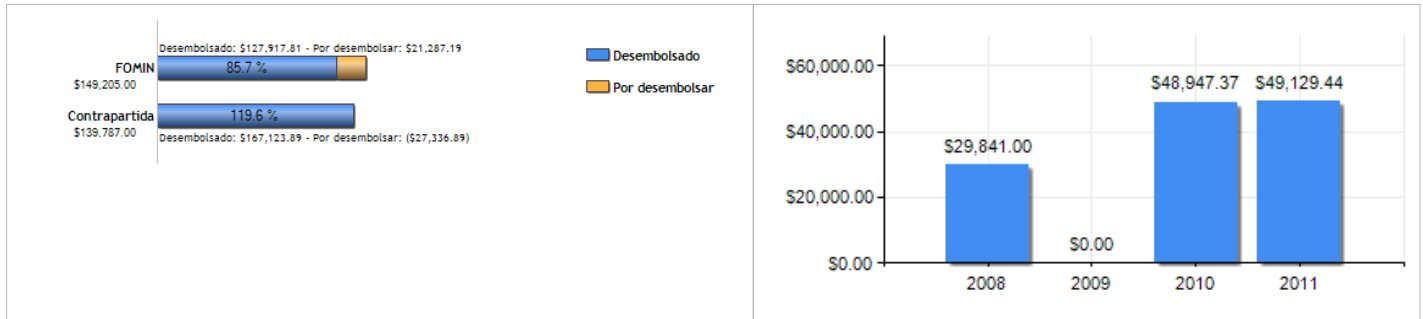 Desembolsado: $127,917.81 - Por desembolsar: $21,287.19
FOMIN
85.7 %
$149,205.00
Contrapartida
119.6 %
$139,787.00
Desembolsado: $167,123.89 - Por desembolsar: ($27,336.89)
Desembolsado
Por desembolsar
$60,000.00
$40,000.00
$20,000.00
$0.00
$29,841.00
$0.00
$48,947.37
$49,129.44
2008
2009
2010
2011